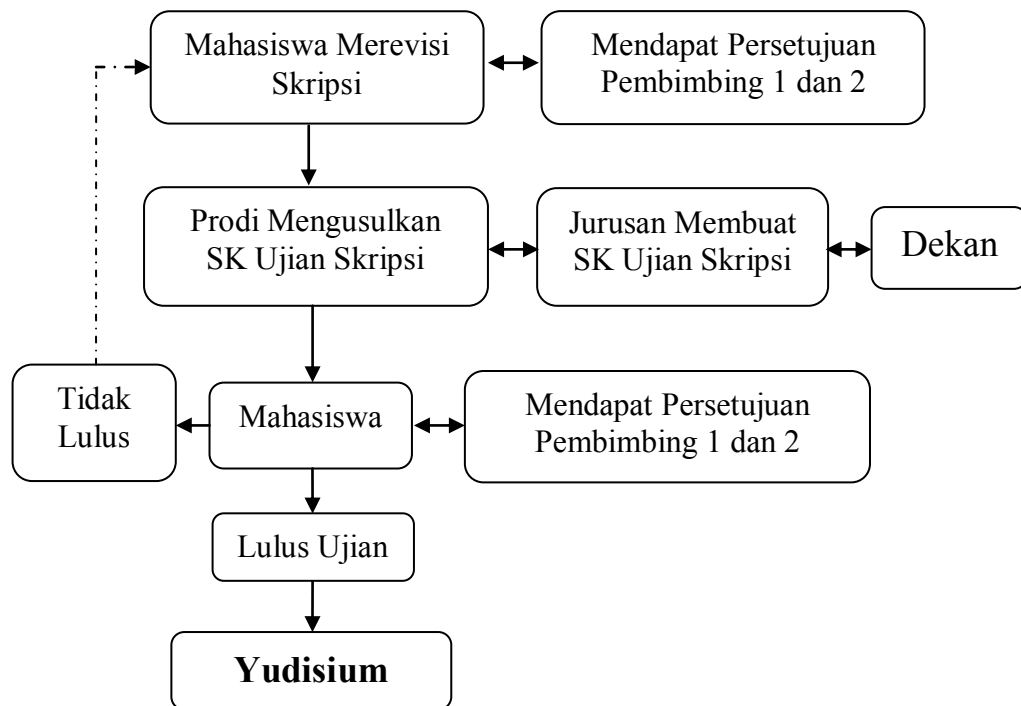 Mahasiswa Merevisi
Skripsi
Mendapat Persetujuan
Pembimbing 1 dan 2
Prodi Mengusulkan
SK Ujian Skripsi
Jurusan Membuat
SK Ujian Skripsi
Dekan
Tidak
Lulus
Mahasiswa
Mendapat Persetujuan
Pembimbing 1 dan 2
Lulus Ujian
Yudisium